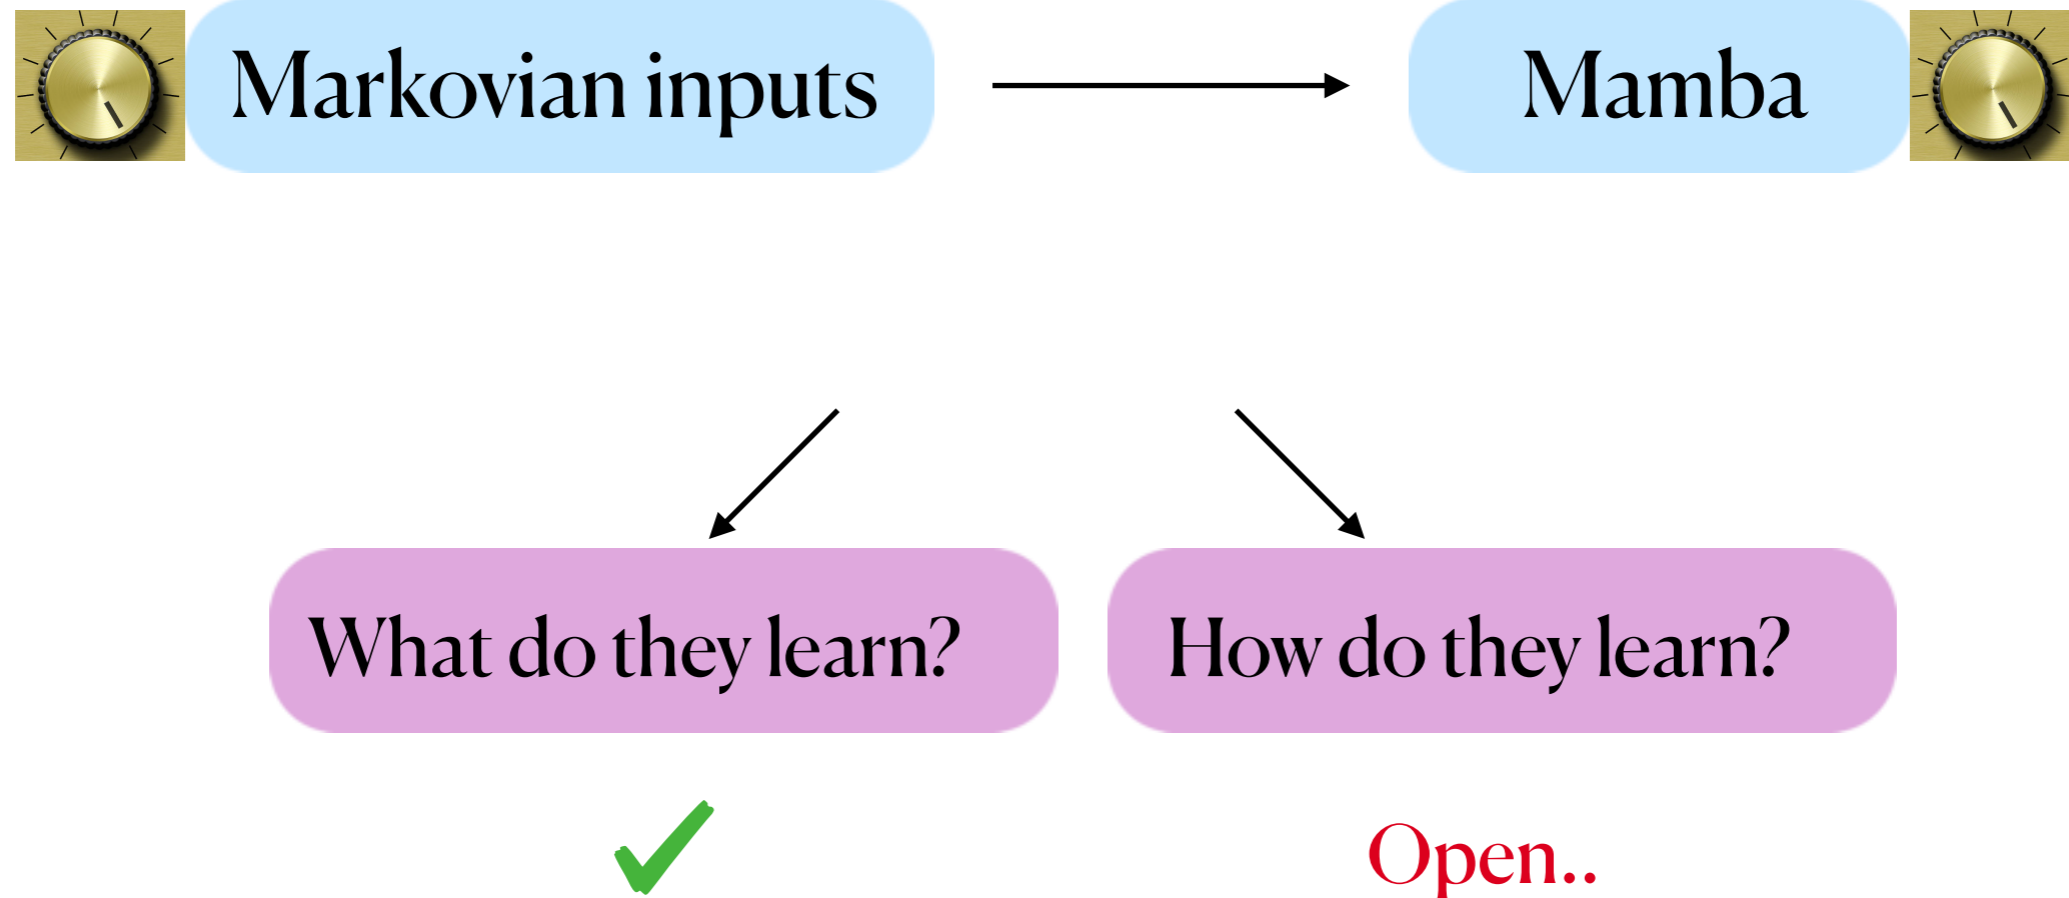 Markovian inputs
Mamba
What do they learn?
How do they learn?
Open..